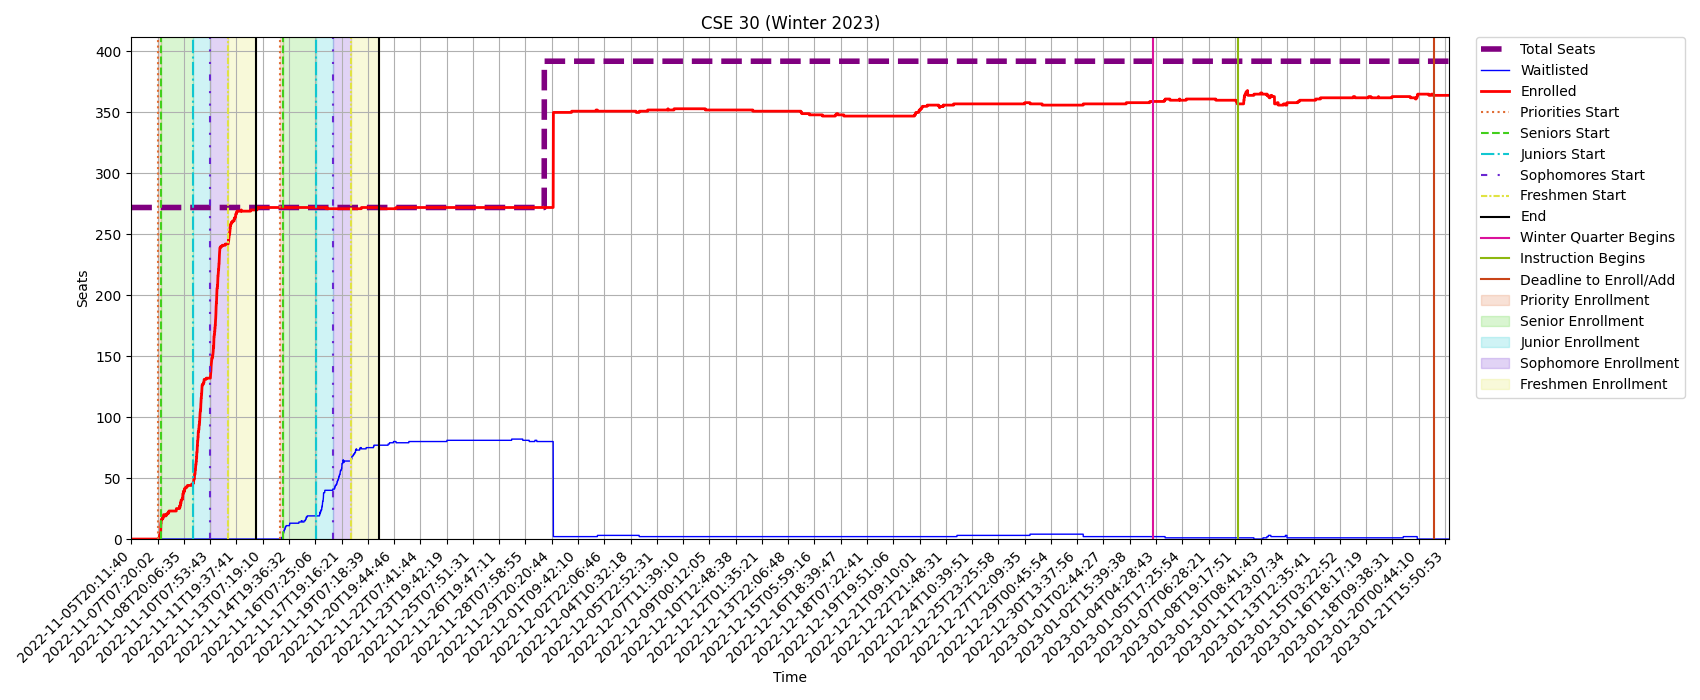 CSE 30 (Winter 2023)
Seats
400
350
300
250
200
150
100
50
0
2022-11-05T20:11:40
2022-11-07T07:20:02
2022-11-08T20:06:35
2022-11-10T07:53:43
2022-11-11T19:37:41
2022-11-13T07:19:16
2022-11-14T19:36:32
2022-11-16T07:25:06
2022-11-17T19:16:21
2022-11-19T07:18:39
2022-11-20T19:44:46
2022-11-22T07:41:44
2022-11-23T19:42:19
2022-11-25T07:51:37
2022-11-26T19:47:11
2022-11-28T07:58:55
2022-11-29T20:20:44
2022-12-01T09:42:10
2022-12-02T22:06:46
2022-12-04T10:32:18
2022-12-05T22:52:31
2022-12-07T11:39:10
2022-12-09T00:12:05
2022-12-10T12:48:38
2022-12-12T01:35:21
2022-12-13T22:06:48
2022-12-15T05:59:16
2022-12-16T18:39:47
2022-12-18T07:22:41
2022-12-19T19:51:06
2022-12-21T09:10:01
2022-12-22T21:48:31
2022-12-24T10:39:51
2022-12-25T23:25:58
2022-12-27T12:09:35
2022-12-29T00:45:54
2022-12-30T13:37:56
2023-01-01T02:44:27
2023-01-02T15:39:38
2023-01-04T04:28:43
2023-01-05T17:25:54
2023-01-07T06:28:21
2023-01-08T19:17:51
2023-01-10T08:41:43
2023-01-11T23:07:34
2023-01-13T12:35:41
2023-01-15T03:22:52
2023-01-16T18:17:19
2023-01-18T09:38:31
2023-01-20T00:44:10
2023-01-21T15:50:53
Time
Total Seats
Waitlisted
Enrolled
Priorities Start
Seniors Start
Juniors Start
Sophomores Start
Freshmen Start
End
Winter Quarter Begins
Instruction Begins
Deadline to Enroll/Add
Priority Enrollment
Senior Enrollment
Junior Enrollment
Sophomore Enrollment
Freshmen Enrollment